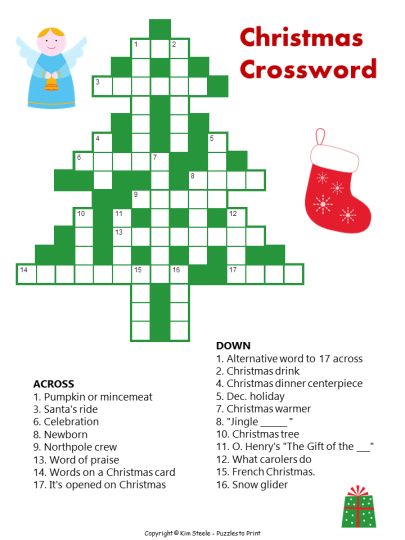 Christmas
Crossword
1
2
3
4
5
6
7
8
9
10
11
12
13
14
15
16
17
ACROSS
1. Pumpkin or mincemeat
3. Santa's ride
6. Celebration
8. Newborn
9. Northpole crew
13. Word of praise
14. Words on a Christmas card
17. It's opened on Christmas
DOWN
1. Alternative word to 17 across
2. Christmas drink
4. Christmas dinner centerpiece
5. Dec. holiday
7. Christmas warmer
8. "Jingle _____ "
10. Christmas tree
11. O. Henry's "The Gift of the ___"
12. What carolers do
15. French Christmas.
16. Snow glider
Copyright © Kim Steele - Puzzles to Print